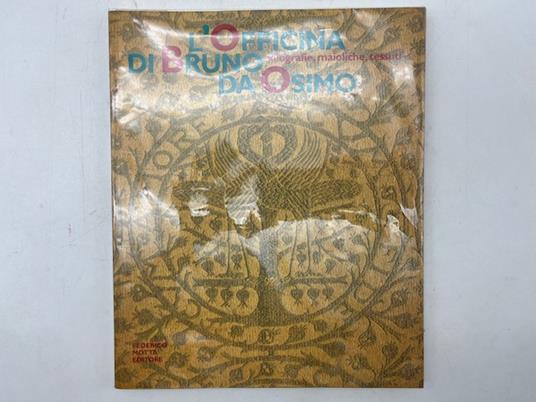 L'OFFICINA
DI BRUNO xilografie, maioliche, tessuti
DA OSIMO
FEDERICO
MOTTA
EDITORE